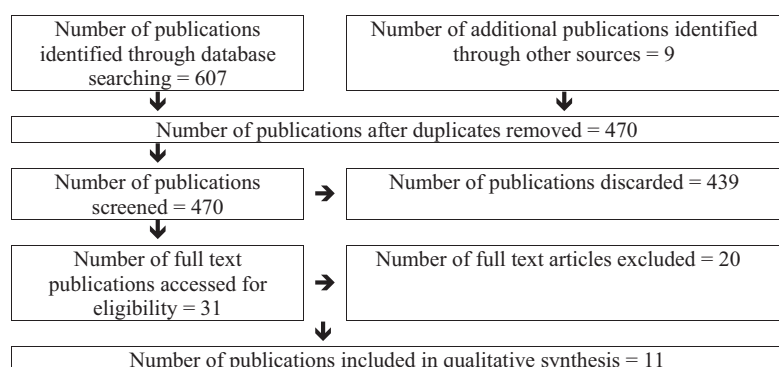 Number of publications
identified through database
searching = 607
Number of additional publications identified
through other sources = 9
Number of publications after duplicates removed = 470
Number of publications
screened = 470
Number of publications discarded = 439
Number of full text
publications accessed for
eligibility = 31
Number of full text articles excluded = 20
Number of publications included in qualitative synthesis = 11